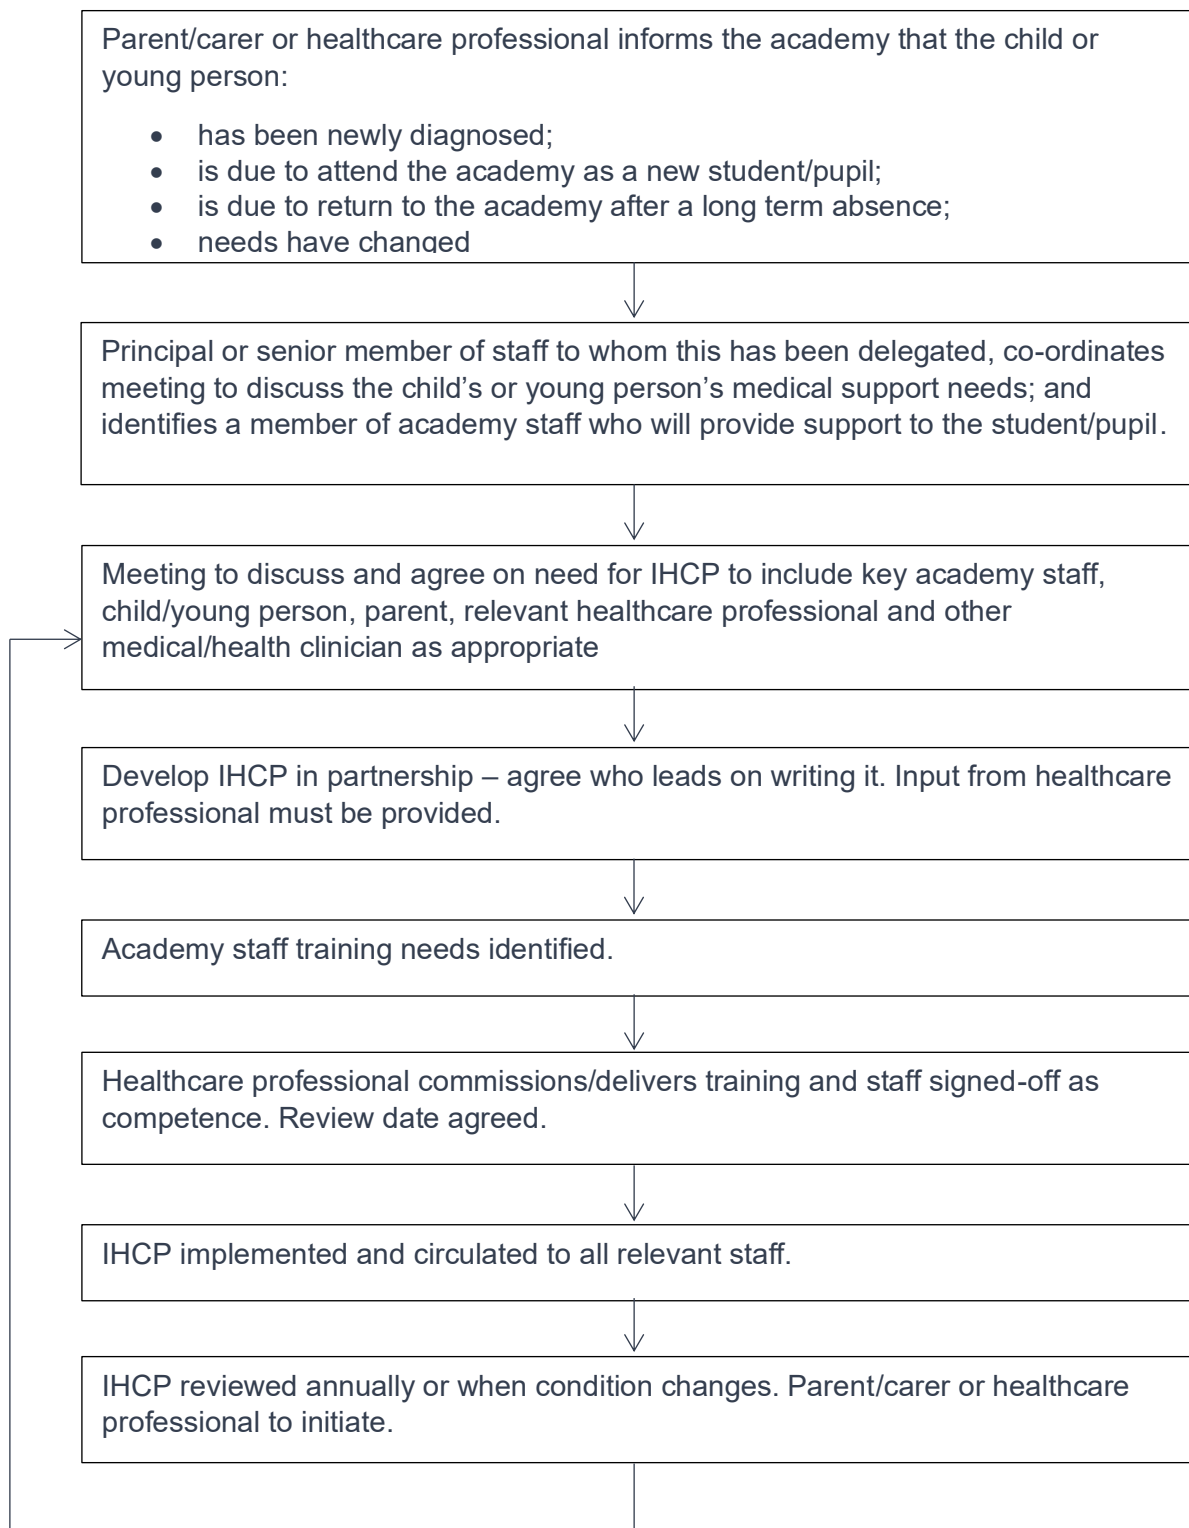 Parent/carer or healthcare professional informs the academy that the child or
young person:
• has been newly diagnosed;
• is due to attend the academy as a new student/pupil;
• is due to return to the academy after a long term absence;
• needs have changed
Principal or senior member of staff to whom this has been delegated, co-ordinates
meeting to discuss the child’s or young person’s medical support needs; and
identifies a member of academy staff who will provide support to the student/pupil.
Meeting to discuss and agree on need for IHCP to include key academy staff,
child/young person, parent, relevant healthcare professional and other
medical/health clinician as appropriate
Develop IHCP in partnership – agree who leads on writing it. Input from healthcare
professional must be provided.
Academy staff training needs identified.
Healthcare professional commissions/delivers training and staff signed-off as
competence. Review date agreed.
IHCP implemented and circulated to all relevant staff.
IHCP reviewed annually or when condition changes. Parent/carer or healthcare
professional to initiate.